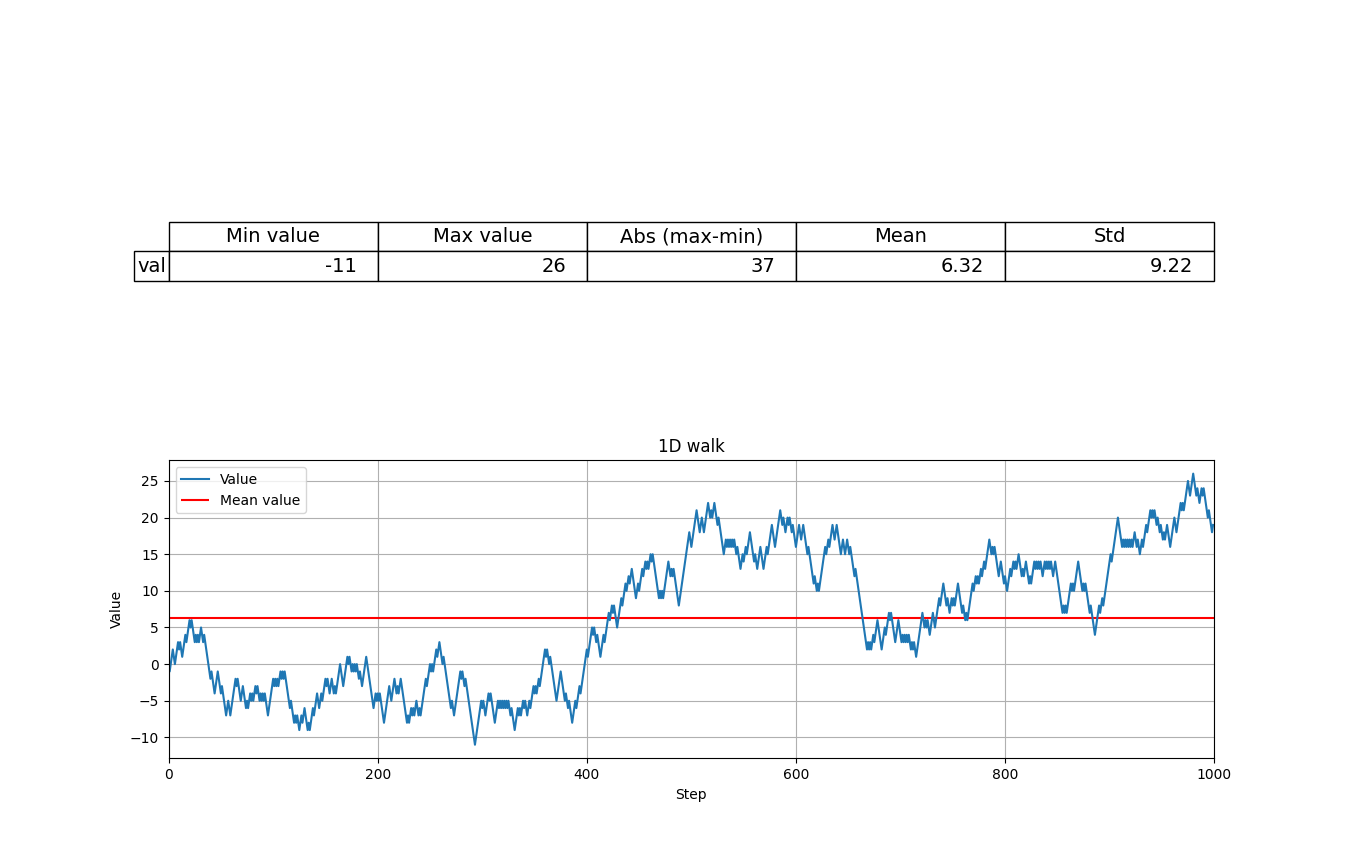 Min value Max value Abs (max-min) Mean Std
val -11 26 37 6.32 9.22
1D walk
Value
Mean value
25
20
15
10
5
0
−5
−10
Value
0 200 400 600 800 1000
Step